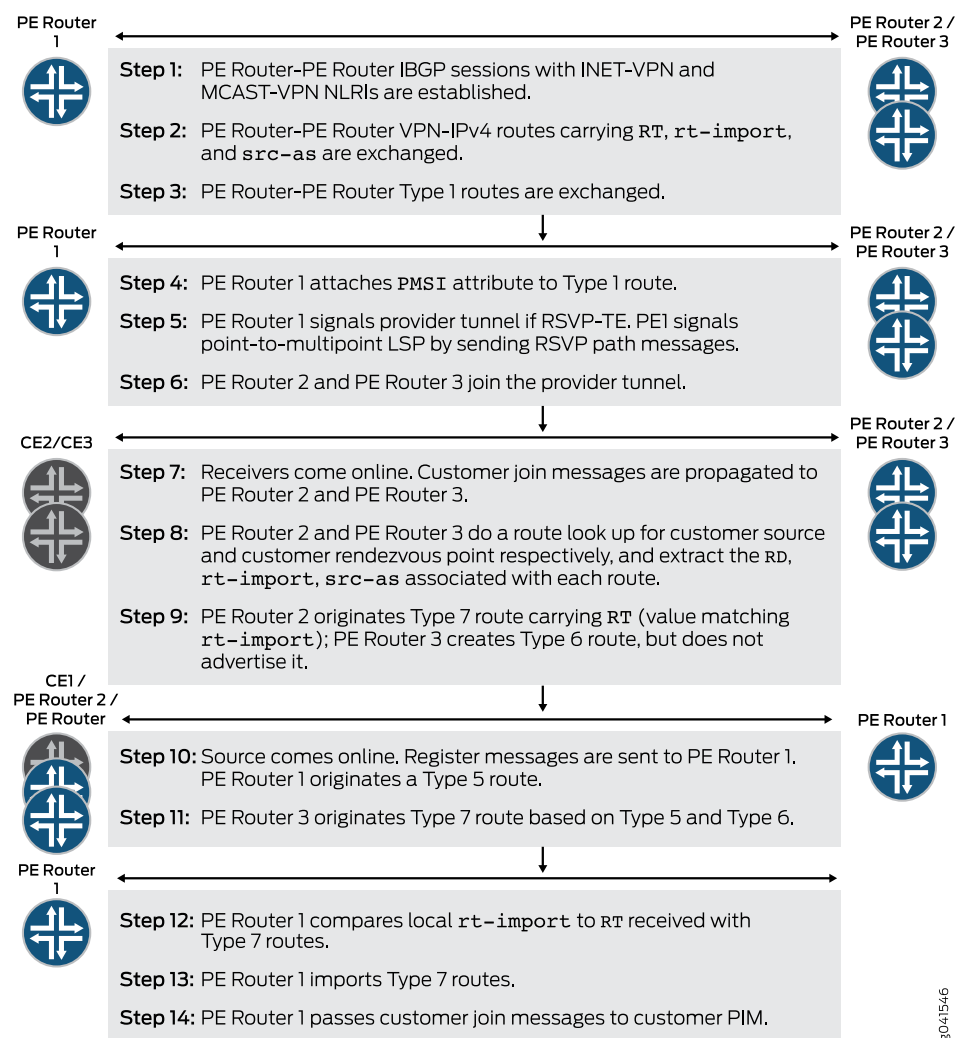 PE Router
1
PE Router 2 /
PE Router 3
Step 1: PE Router-PE Router IBGP sessions with INET-VPN and
MCAST-VPN NLRIs are established.
Step 2: PE Router-PE Router VPN-IPv4 routes carrying RT, rt-import,
and src-as are exchanged.
Step 3: PE Router-PE Router Type 1 routes are exchanged.
PE Router
1
PE Router 2 /
PE Router 3
Step 4: PE Router 1 attaches PMSI attribute to Type 1 route.
Step 5: PE Router 1 signals provider tunnel if RSVP-TE. PE1 signals
point-to-multipoint LSP by sending RSVP path messages.
Step 6: PE Router 2 and PE Router 3 join the provider tunnel.
CE2/CE3
PE Router 2 /
PE Router 3
Step 7: Receivers come online. Customer join messages are propagated to
PE Router 2 and PE Router 3.
Step 8: PE Router 2 and PE Router 3 do a route look up for customer source
and customer rendezvous point respectively, and extract the RD,
rt-import, src-as associated with each route.
Step 9: PE Router 2 originates Type 7 route carrying RT (value matching
rt-import); PE Router 3 creates Type 6 route, but does not
advertise it.
CE1 /
PE Router 2 /
PE Router
PE Router 1
Step 10: Source comes online. Register messages are sent to PE Router 1.
PE Router 1 originates a Type 5 route.
Step 11: PE Router 3 originates Type 7 route based on Type 5 and Type 6.
PE Router
1
Step 12: PE Router 1 compares local rt-import to RT received with
Type 7 routes.
Step 13: PE Router 1 imports Type 7 routes.
Step 14: PE Router 1 passes customer join messages to customer PIM.
g041546